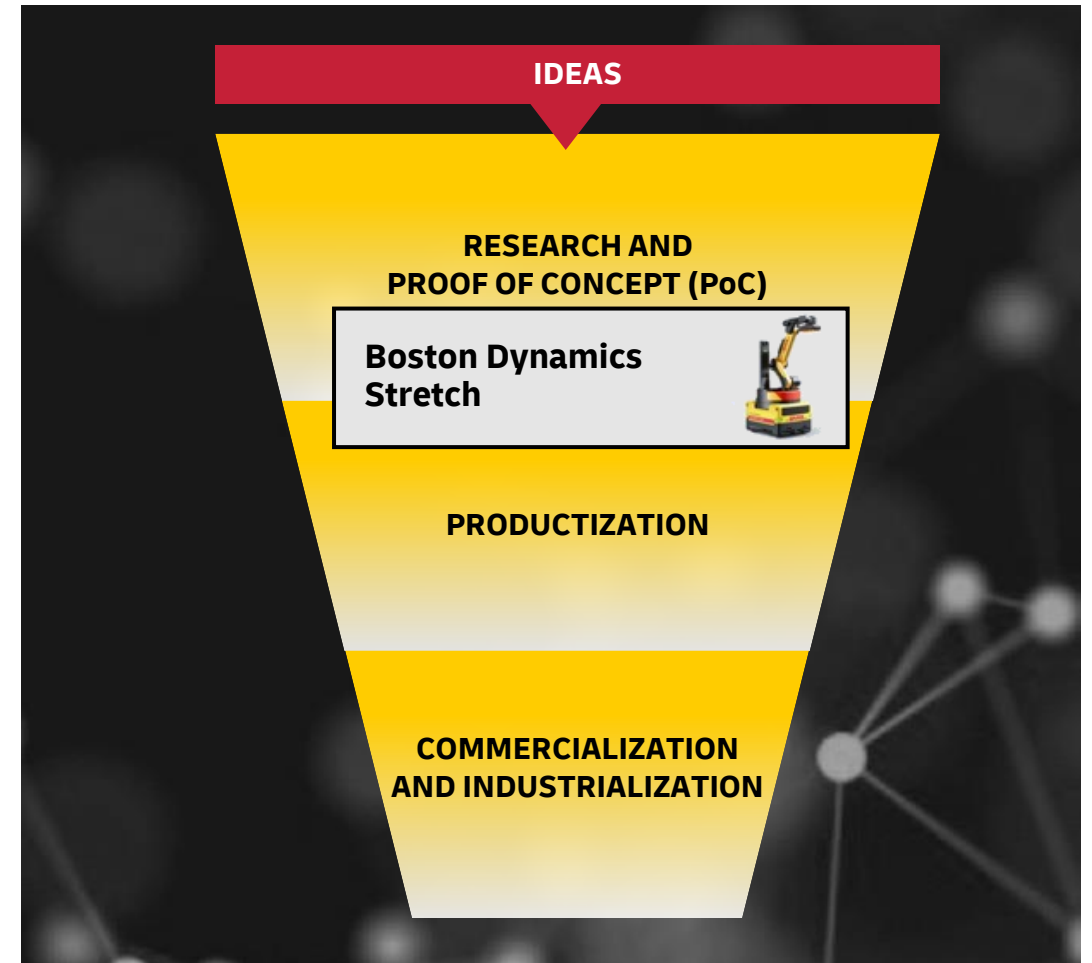 IDEAS
RESEARCH AND
PROOF OF CONCEPT (PoC)
Boston Dynamics
Stretch
PRODUCTIZATION
COMMERCIALIZATION
AND INDUSTRIALIZATION